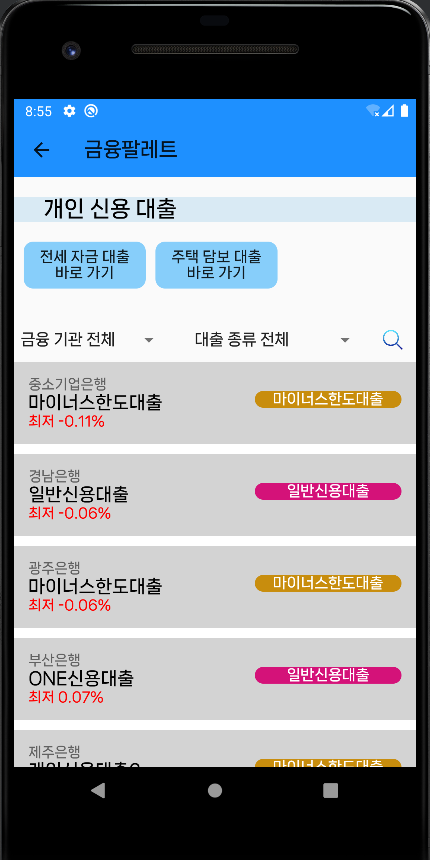 8:55
금융팔레트
개인 신용 대출
전세 자금 대출
바로 가기
주택 담보 대출
바로 가기
금융 기관 전체
대출 종류 전체
중소기업은행
마이너스한도대출
최저 -0.11%
마이너스한도대출
경남은행
일반신용대출
최저 -0.06%
일반신용대출
광주은행
마이너스한도대출
최저 -0.06%
마이너스한도대출
부산은행
ONE신용대출
최저 0.07%
일반신용대출
제주은행
마이너스한도대출